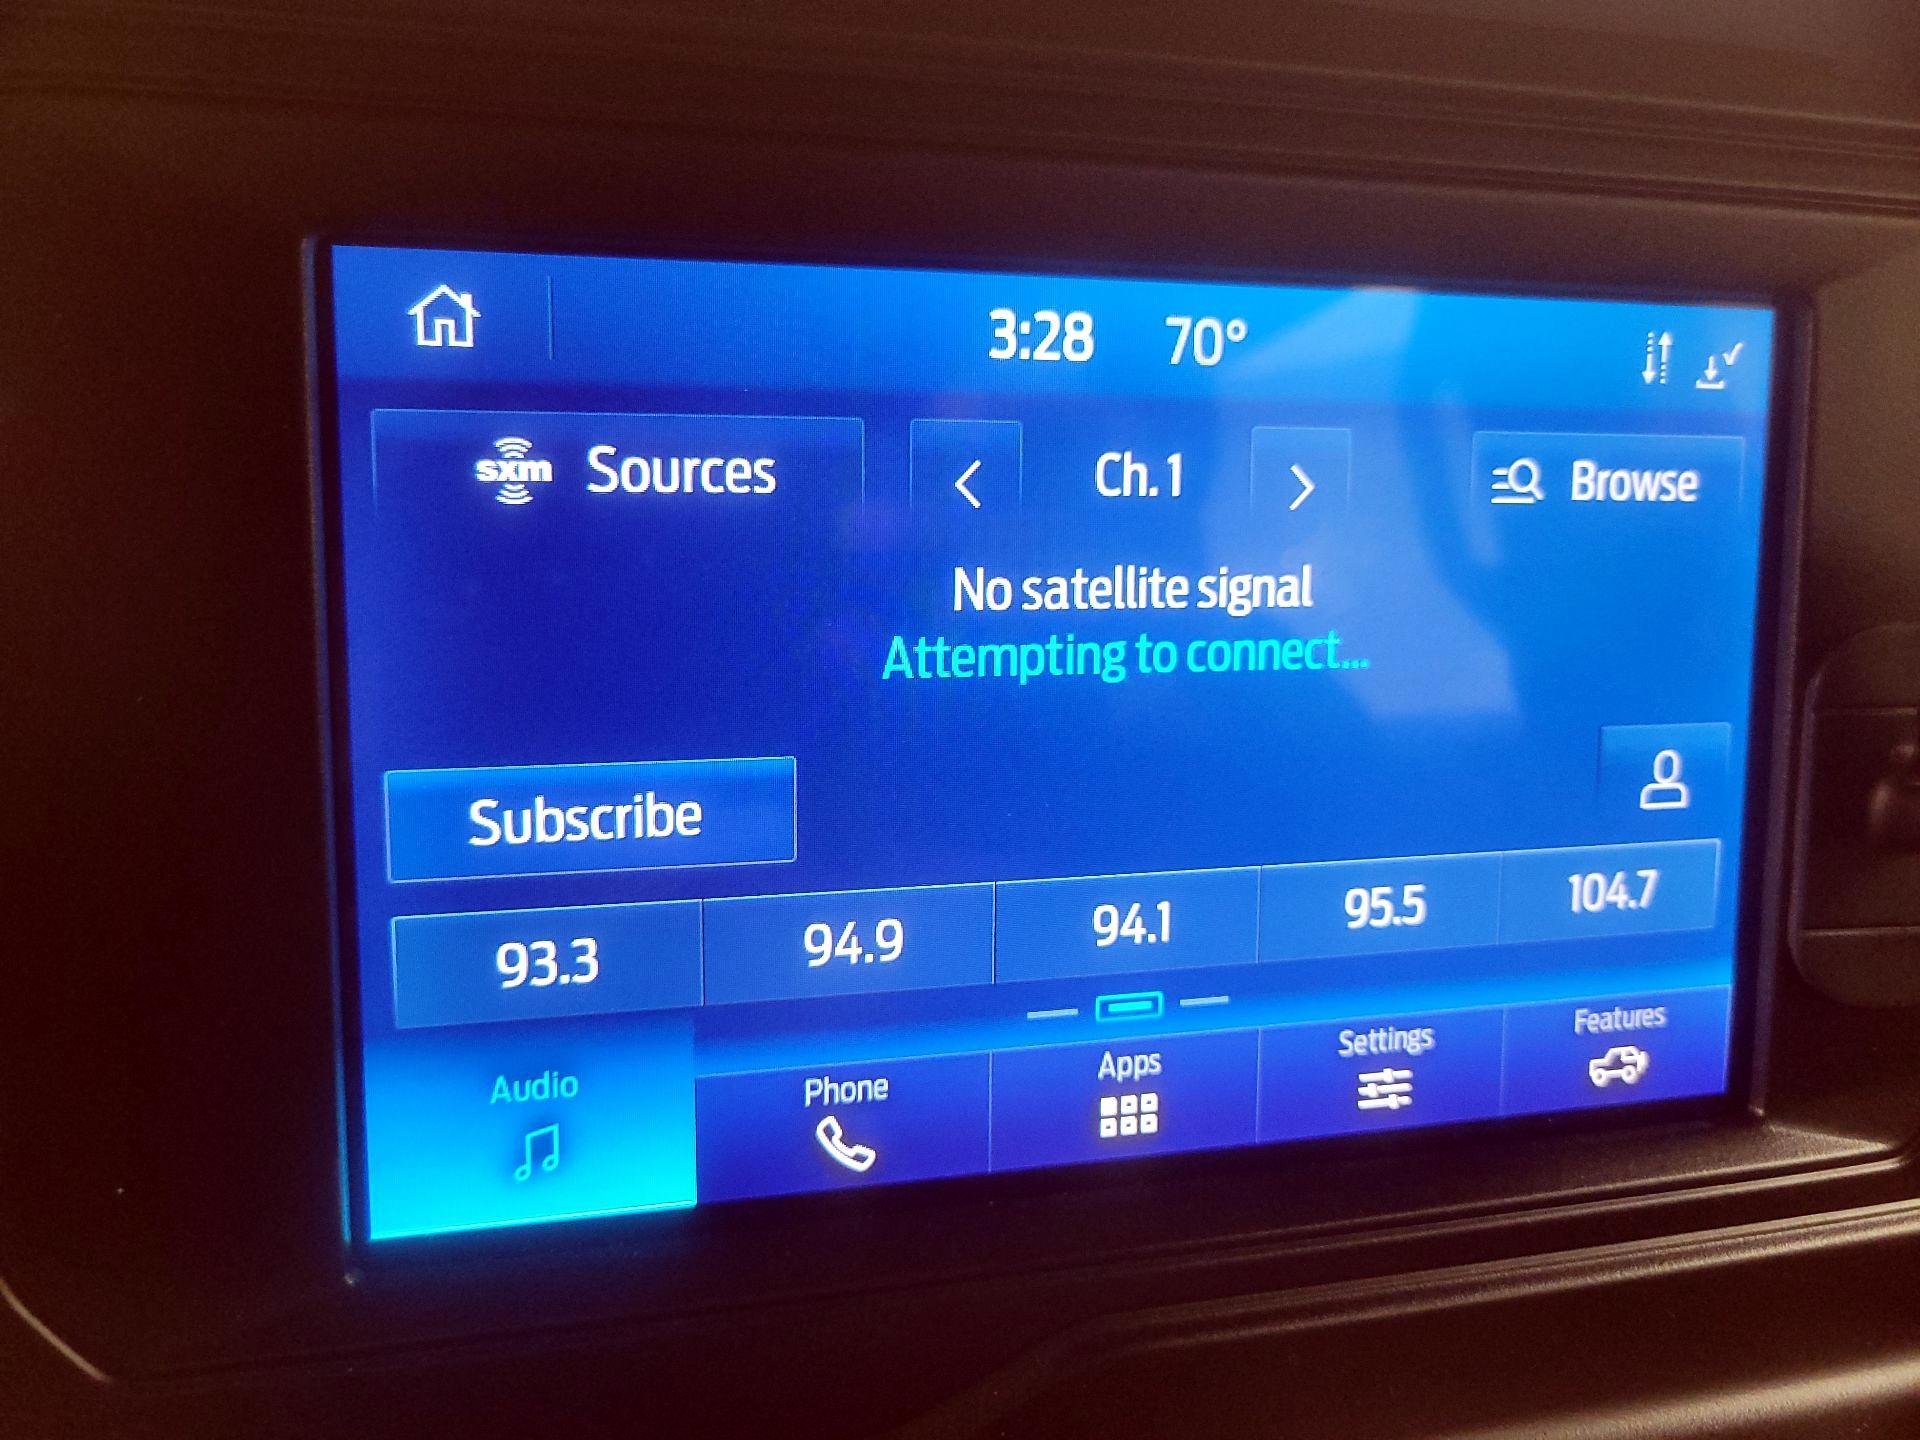 3:28 70°
sxm Sources < Ch. 1 > Browse
No satellite signal
Attempting to connect...
Subscribe
93.3 94.9 94.1 95.5 104.7
Audio Phone Apps Settings Features